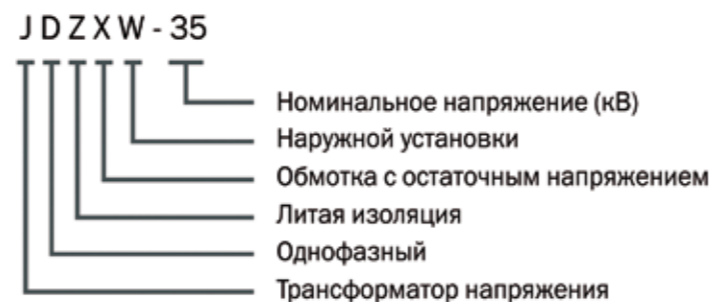 JDZXW-35
Номинальное напряжение (кВ)
Наружной установки
Обмотка с остаточным напряжением
Литая изоляция
Однофазный
Трансформатор напряжения